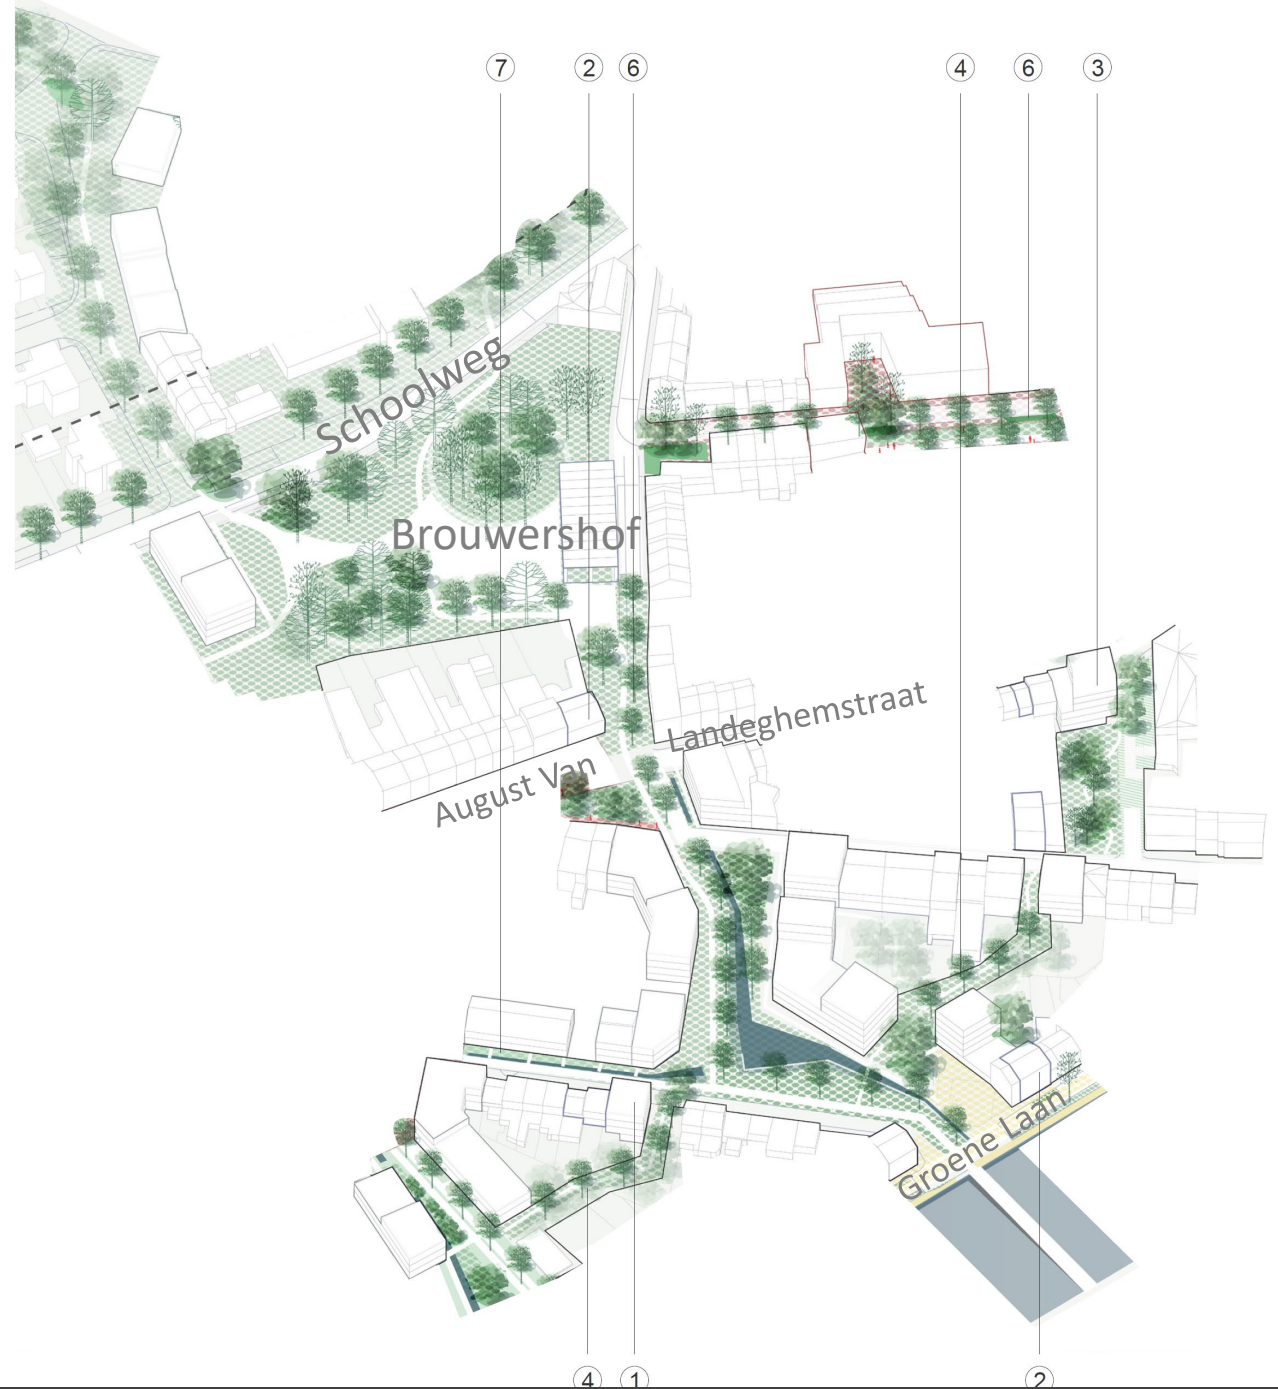 7 2 6 4 6 3
Schoolweg
Brouwershof
Landeghemstraat
August Van
Groene Laan
4 1 2